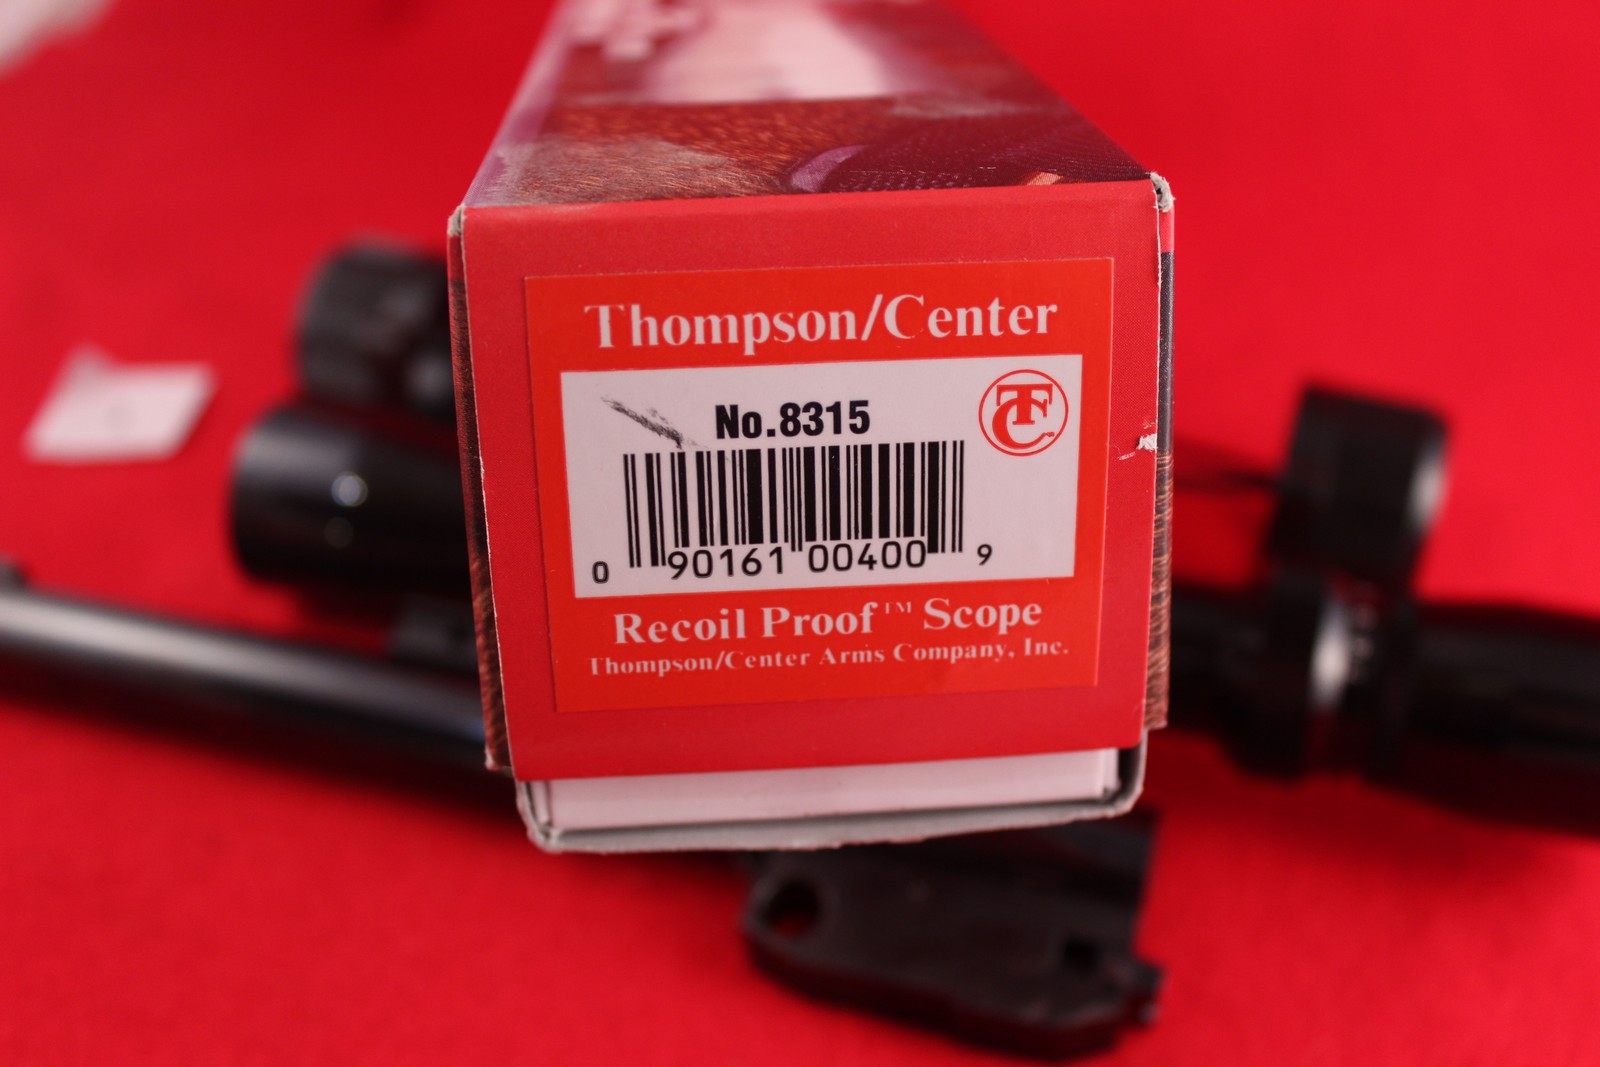 Thompson/Center
No.8315
TC
0 90161 00400 9
Recoil Proof™ Scope
Thompson/Center Arms Company, Inc.